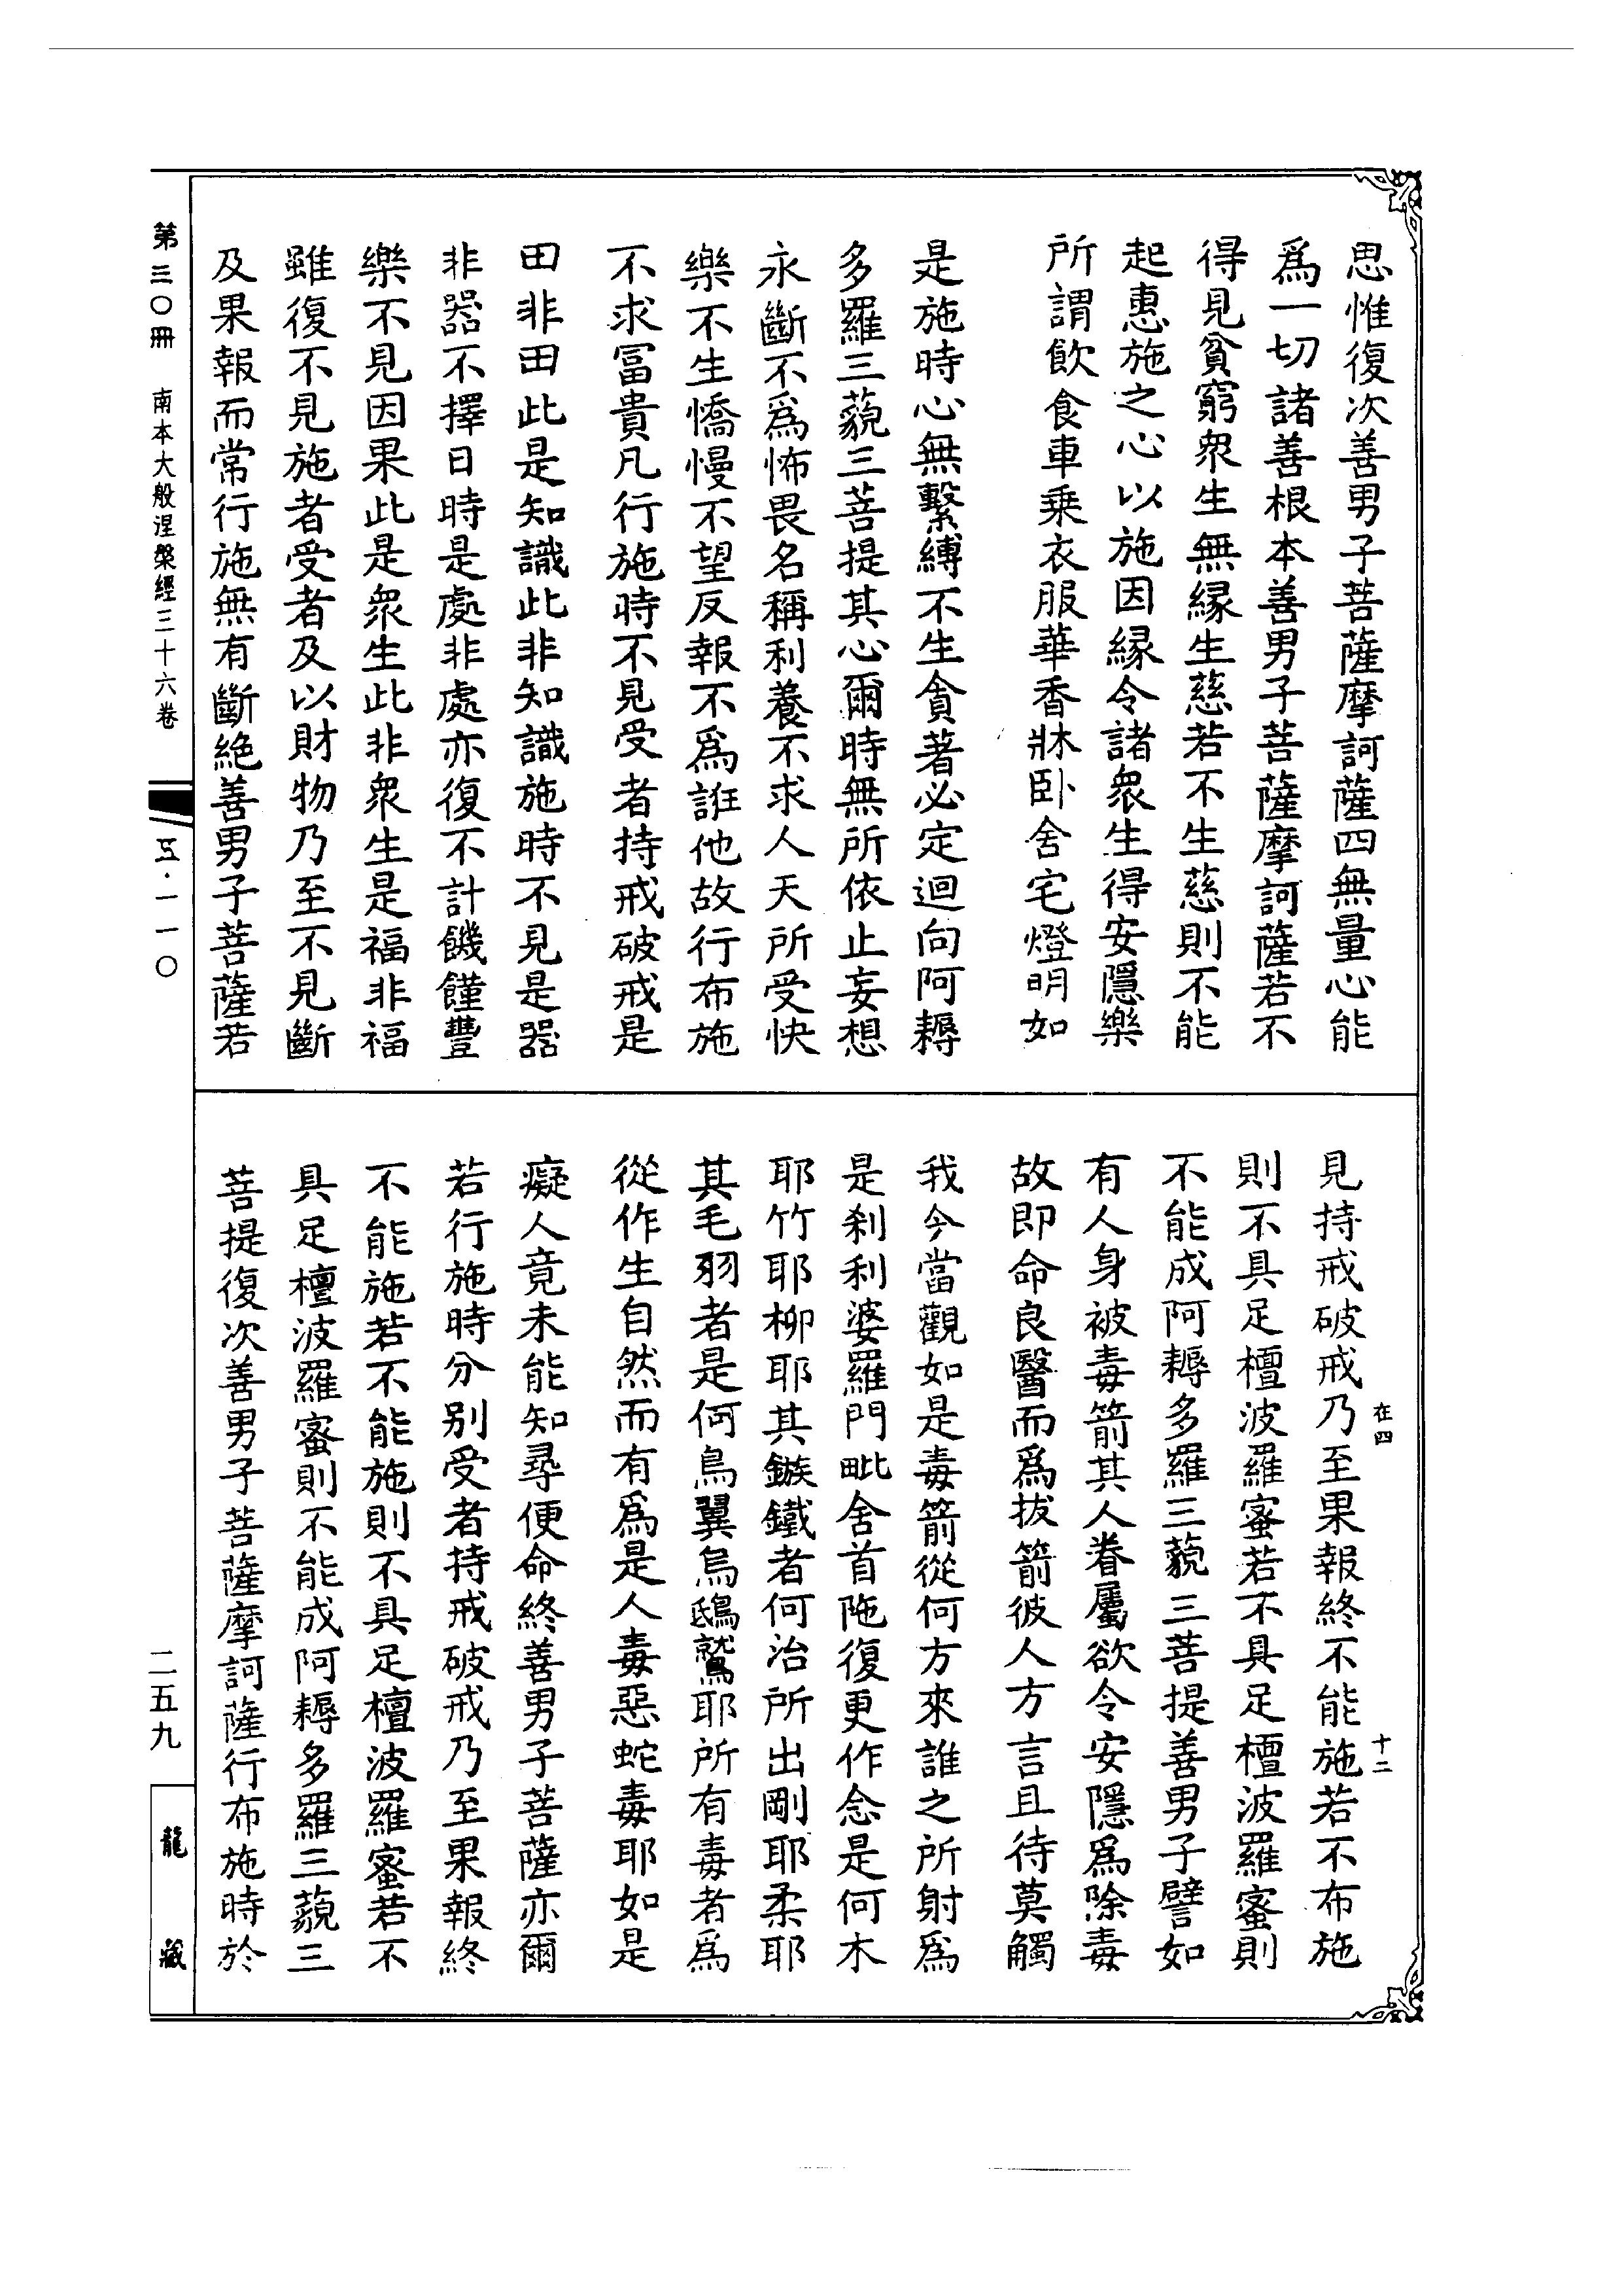 思惟復次善男子菩薩摩訶薩四無量心能
爲一切諸善根本善男子菩薩摩訶薩若不
得見貧窮衆生無緣生慈若不生慈則不能
起惠施之心以施因緣令諸衆生得安隱樂
所謂飲食車乗衣服華香牀卧舍宅燈明如
是施時心無繫縛不生貪著必定迴向阿耨
多羅三藐三菩提其心爾時無所依止妄想
永斷不爲怖畏名稱利養不求人天所受快
樂不生憍慢不望反報不爲誑他故行布施
不求冨貴凡行施時不見受者持戒破戒是
田非田此是知識此非知識施時不見是器
非器不擇日時是處非處亦復不計饑饉豐
樂不見因果此是衆生此非衆生是福非福
雖復不見施者受者及以財物乃至不見斷
及果報而常行施無有斷絶善男子菩薩若
見持戒破戒乃至果報終不能施若不布施
則不具足檀波羅蜜若不具足檀波羅蜜則
不能成阿耨多羅三藐三菩提善男子譬如
有人身被毒箭其人眷屬欲令安隱爲除毒
故即命良醫而爲拔箭彼人方言且待莫觸
我今當觀如是毒箭從何方來誰之所射爲
是刹利婆羅門毗舍首陁復更作念是何木
耶竹耶柳耶其鏃鐵者何治所出剛耶柔耶
其毛羽者是何鳥翼烏鴟鷲耶所有毒者爲
從作生自然而有爲是人毒惡蛇毒耶如是
癡人竟未能知尋便命終善男子菩薩亦爾
若行施時分别受者持戒破戒乃至果報終
不能施若不能施則不具足檀波羅蜜若不
具足檀波羅蜜則不能成阿耨多羅三藐三
菩提復次善男子菩薩摩訶薩行布施時於
在四
十二
第三〇冊 南本大般涅槃經三十六卷
五·一一〇
二五九
龍藏